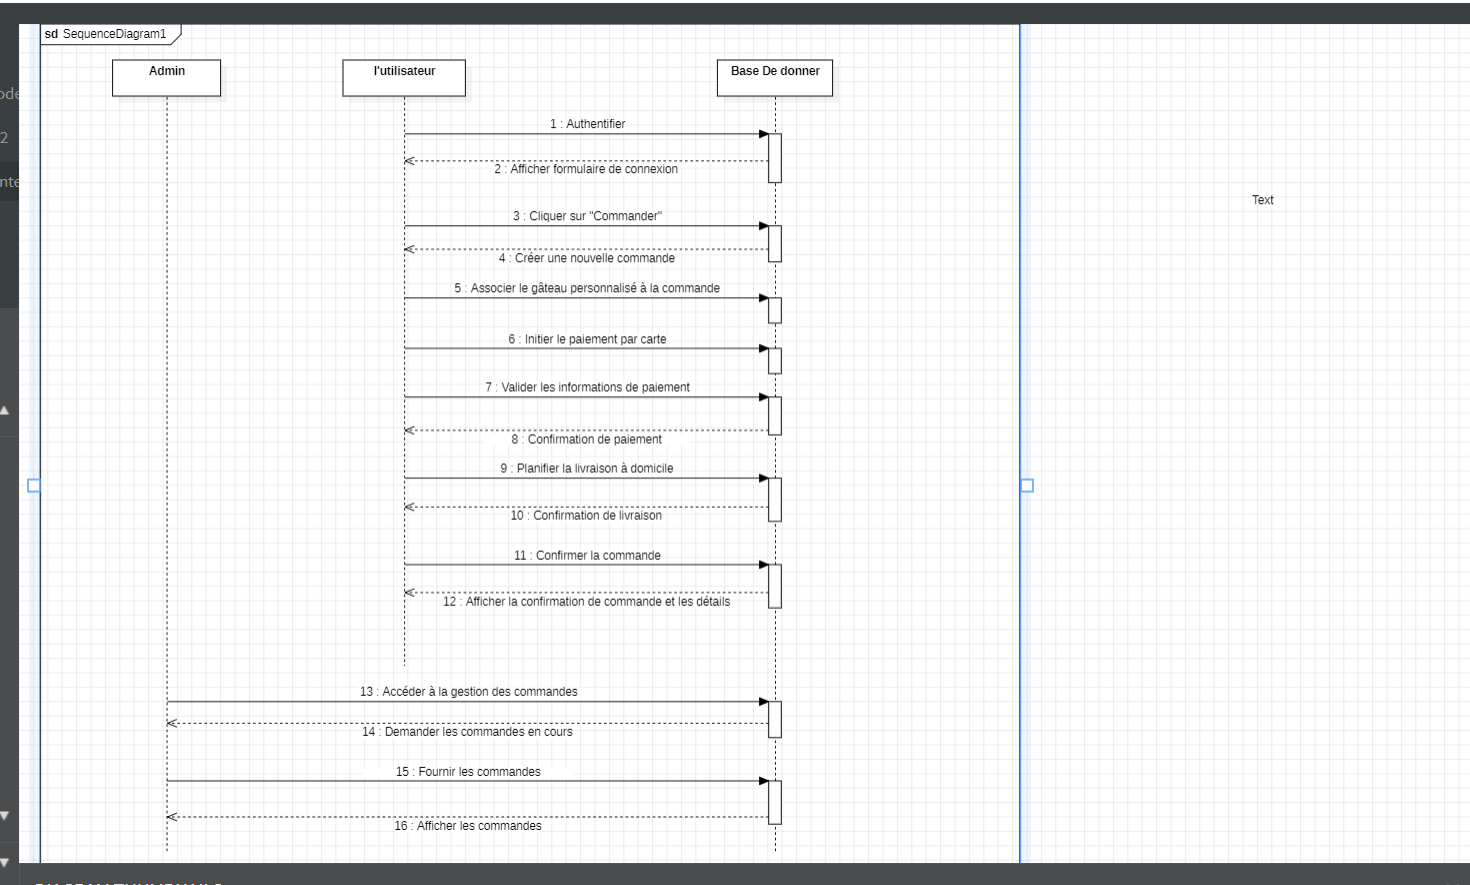 sd SequenceDiagram1
Admin
l'utilisateur
Base De donner
1 : Authentifier
2 : Afficher formulaire de connexion
2
Text
3 : Cliquer sur "Commander"
4 : Créer une nouvelle commande
5 : Associer le gâteau personnalisé à la commande
6 : Initier le paiement par carte
7 : Valider les informations de paiement
8 : Confirmation de paiement
9 : Planifier la livraison à domicile
10 : Confirmation de livraison
11 : Confirmer la commande
12 : Afficher la confirmation de commande et les détails
13 : Accéder à la gestion des commandes
14 : Demander les commandes en cours
15 : Fournir les commandes
16 : Afficher les commandes